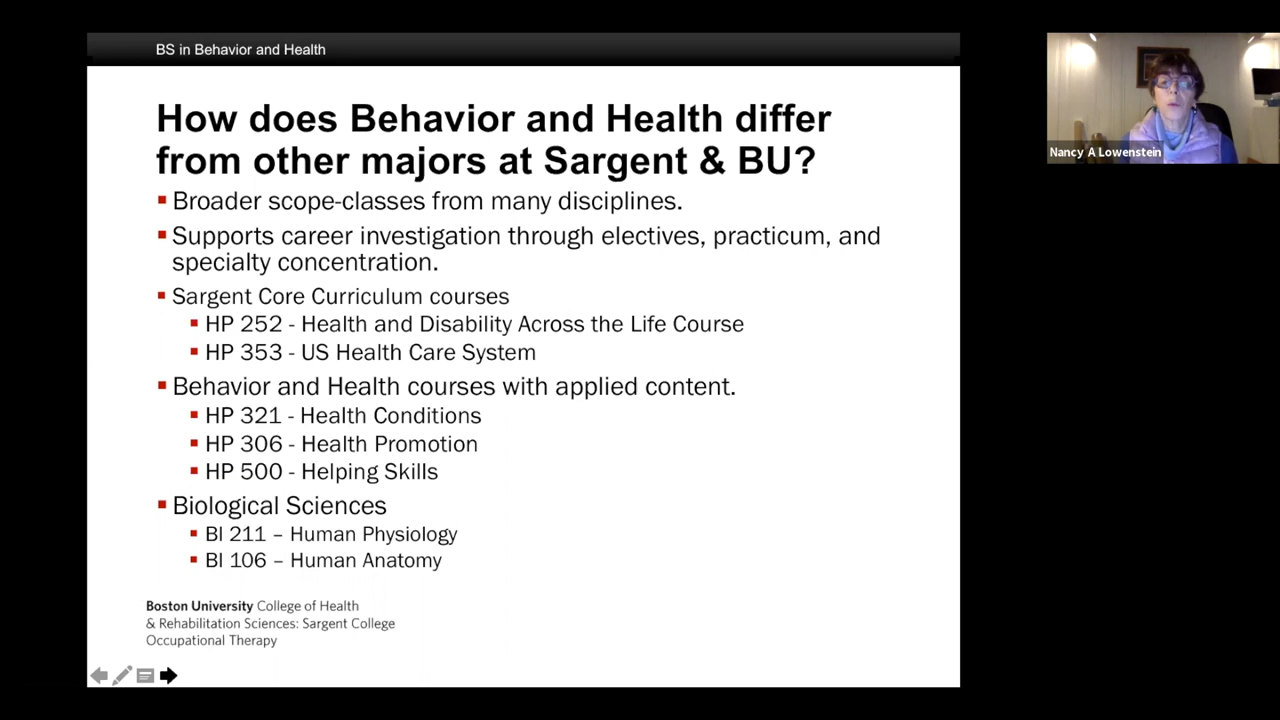 BS in Behavior and Health
How does Behavior and Health differ
from other majors at Sargent & BU?
Broader scope-classes from many disciplines.
Supports career investigation through electives, practicum, and
specialty concentration.
Sargent Core Curriculum courses
HP 252 - Health and Disability Across the Life Course
HP 353 - US Health Care System
Behavior and Health courses with applied content.
HP 321 - Health Conditions
HP 306 - Health Promotion
HP 500 - Helping Skills
Biological Sciences
BI 211 – Human Physiology
BI 106 – Human Anatomy
Boston University College of Health
& Rehabilitation Sciences: Sargent College
Occupational Therapy
Nancy A Lowenstein